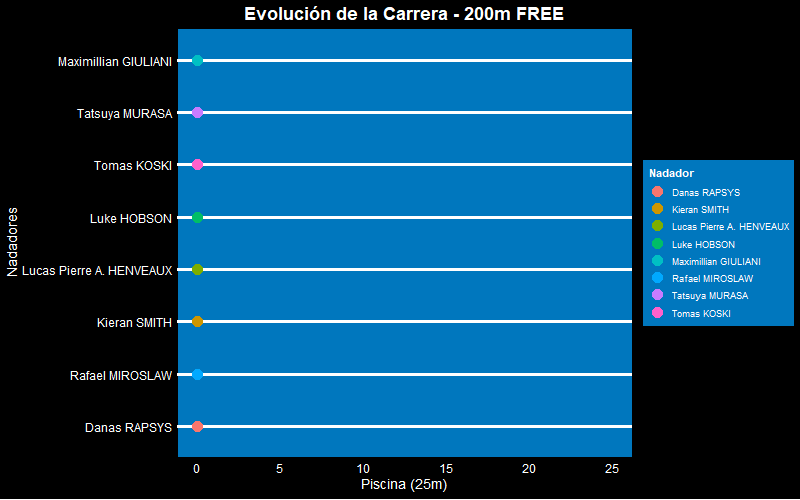 Evolución de la Carrera - 200m FREE
Nadadores
Maximillian GIULIANI
Tatsuya MURASA
Tomas KOSKI
Luke HOBSON
Lucas Pierre A. HENVEAUX
Kieran SMITH
Rafael MIROSLAW
Danas RAPSYS
0 5 10 15 20 25
Piscina (25m)
Nadador
Danas RAPSYS
Kieran SMITH
Lucas Pierre A. HENVEAUX
Luke HOBSON
Maximillian GIULIANI
Rafael MIROSLAW
Tatsuya MURASA
Tomas KOSKI